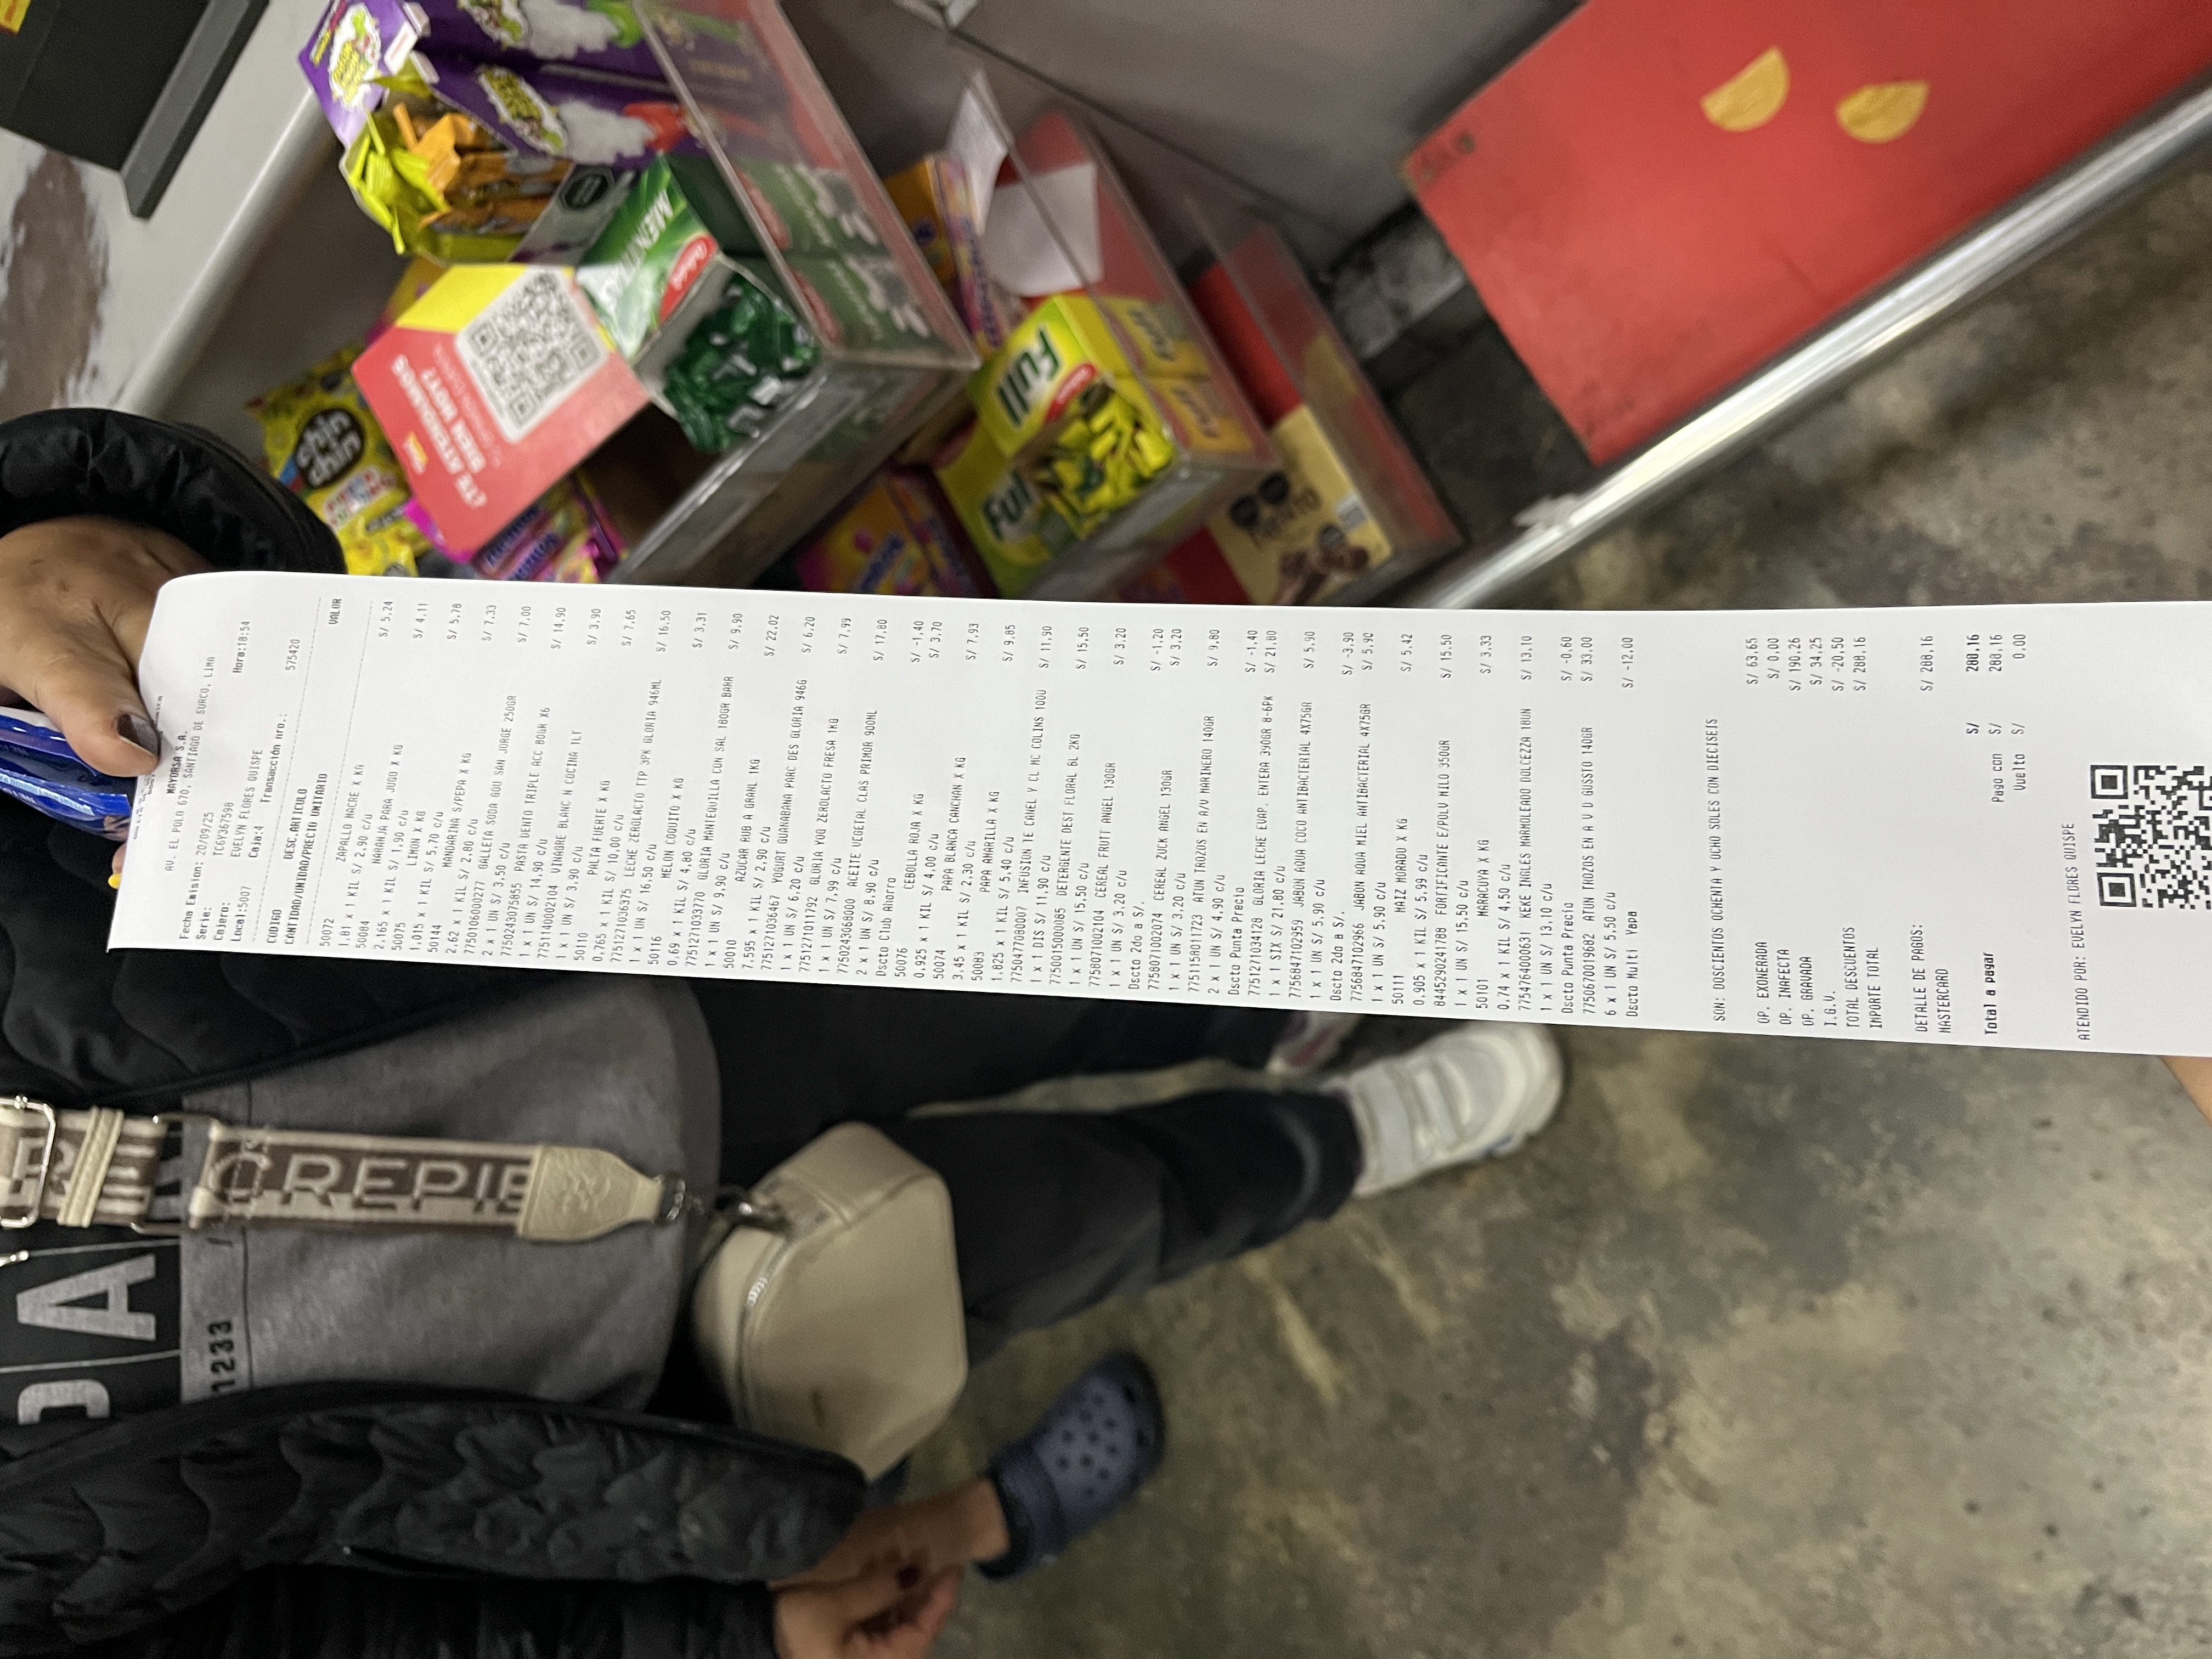 PA
1233
CREPIE
MAYORSA S.A.
AV. EL POLO 670, SANTIAGO DE SURCO, LIMA
Fecha Emision: 20/09/25 Hora:18:54
Serie: TC6Y367598
Cajero: EVELYN FLORES QUISPE
Local:5007 Caja:4 Transacción nro.: 575420
CODIGO DESC.ARTICULO
CANTIDAD/UNIDAD/PRECIO UNITARIO VALOR
50072 ZAPALLO MACRE X KG S/ 5,24
1,81 x 1 KIL S/ 2,90 c/u
50084 NARANJA PARA JUGO X KG S/ 4,11
2,165 x 1 KIL S/ 1,90 c/u
50075 LIMON X KG S/ 5,78
1,015 x 1 KIL S/ 5,70 c/u
50144 MANDARINA S/PEPA X KG S/ 7,33
2,62 x 1 KIL S/ 2,80 c/u
7750106000277 GALLETA SODA GOU SAN JORGE 250GR S/ 7,00
2 x 1 UN S/ 3,50 c/u
7750243075855 PASTA DENTO TRIPLE ACC 80GR X6 S/ 14,90
1 x 1 UN S/ 14,90 c/u
7751140002104 VINAGRE BLANC N COCINA 1LT S/ 3,90
1 x 1 UN S/ 3,90 c/u
50110 PALTA FUERTE X KG S/ 7,65
0,765 x 1 KIL S/ 10,00 c/u
7751271036375 LECHE ZEROLACTO TTP 3PK GLORIA 946ML S/ 16,50
1 x 1 UN S/ 16,50 c/u
50116 MELON COQUITO X KG S/ 3,31
0,69 x 1 KIL S/ 4,80 c/u
7751271033770 GLORIA MANTEQUILLA CON SAL 180GR BARR S/ 9,90
1 x 1 UN S/ 9,90 c/u
50010 AZUCAR RUB A GRANL 1KG S/ 22,02
7,595 x 1 KIL S/ 2,90 c/u
7751271036467 YOGURT GUANABANA PARC DES GLORIA 946G S/ 6,20
1 x 1 UN S/ 6,20 c/u
7751271011792 GLORIA YOG ZEROLACTO FRESA 1KG S/ 7,99
1 x 1 UN S/ 7,99 c/u
7750243068000 ACEITE VEGETAL CLAS PRIMOR 900ML S/ 17,80
2 x 1 UN S/ 8,90 c/u
Dscto Club Ahorro S/ -1,40
50076 CEBOLLA ROJA X KG S/ 3,70
0,925 x 1 KIL S/ 4,00 c/u
50074 PAPA BLANCA CANCHAN X KG S/ 7,93
3,45 x 1 KIL S/ 2,30 c/u
50083 PAPA AMARILLA X KG S/ 9,85
1,825 x 1 KIL S/ 5,40 c/u
7750477080007 INFUSION TE CANEL Y CL MC COLINS 100U S/ 11,90
1 x 1 DIS S/ 11,90 c/u
7750015000085 DETERGENTE DEST FLORAL BL 2KG S/ 15,50
1 x 1 UN S/ 15,50 c/u
7758071002104 CEREAL FRUTT ANGEL 130GR S/ 3,20
1 x 1 UN S/ 3,20 c/u
Dscto 2do a S/. S/ -1,20
7758071002074 CEREAL ZUCK ANGEL 130GR S/ 3,20
1 x 1 UN S/ 3,20 c/u
7751158011723 ATUN TROZOS EN A/V MARINERO 140GR S/ 9,80
2 x 1 UN S/ 4,90 c/u
Dscto Punta Precio S/ -1,40
7751271034128 GLORIA LECHE EVAP. ENTERA 390GR 8-6PK S/ 21,80
1 x 1 SIX S/ 21,80 c/u
7756847102959 JABON AQUA COCO ANTIBACTERIAL 4X75GR S/ 5,90
1 x 1 UN S/ 5,90 c/u
Dscto 2do a S/. S/ -3,90
7756847102966 JABON AQUA MIEL ANTIBACTERIAL 4X75GR S/ 5,90
1 x 1 UN S/ 5,90 c/u
50111 MAIZ MORADO X KG S/ 5,42
0,905 x 1 KIL S/ 5,99 c/u
8445290241788 FORTIFICANTE E/POLV MILO 350GR S/ 15,50
1 x 1 UN S/ 15,50 c/u
50101 MARACUYA X KG S/ 3,33
0,74 x 1 KIL S/ 4,50 c/u
7754764000631 KEKE INGLES MARMOLEADO DOLCEZZA 18UN S/ 13,10
1 x 1 UN S/ 13,10 c/u
Dscto Punta Precio S/ -0,60
7750670019682 ATUN TROZOS EN A V D GUSSTO 140GR S/ 33,00
6 x 1 UN S/ 5,50 c/u
Dscto Multi Yapa S/ -12,00
SON: DOSCIENTOS OCHENTA Y OCHO SOLES CON DIECISEIS
OP. EXONERADA S/ 63,65
OP. INAFECTA S/ 0,00
OP. GRAVADA S/ 190,26
I.G.V. S/ 34,25
TOTAL DESCUENTOS S/ -20,50
IMPORTE TOTAL S/ 288,16
DETALLE DE PAGOS:
MASTERCARD S/ 288,16
Total a pagar S/ 288,16
Pago con S/ 288,16
Vuelto S/ 0,00
ATENDIDO POR: EVELYN FLORES QUISPE
¿TE ATENDIMOS
BIEN HOY?
chin
chin
Full
Full